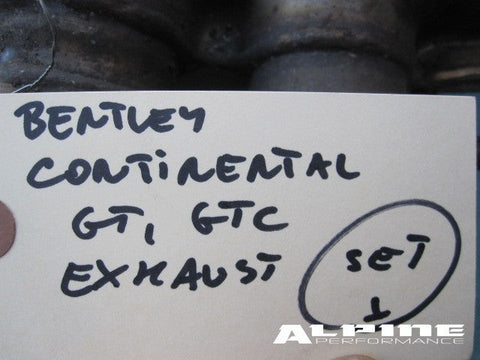 BENTLEY
CONTINENTAL
GT, GTC
EXHAUST
SET
1
ALPINE
PERFORMANCE